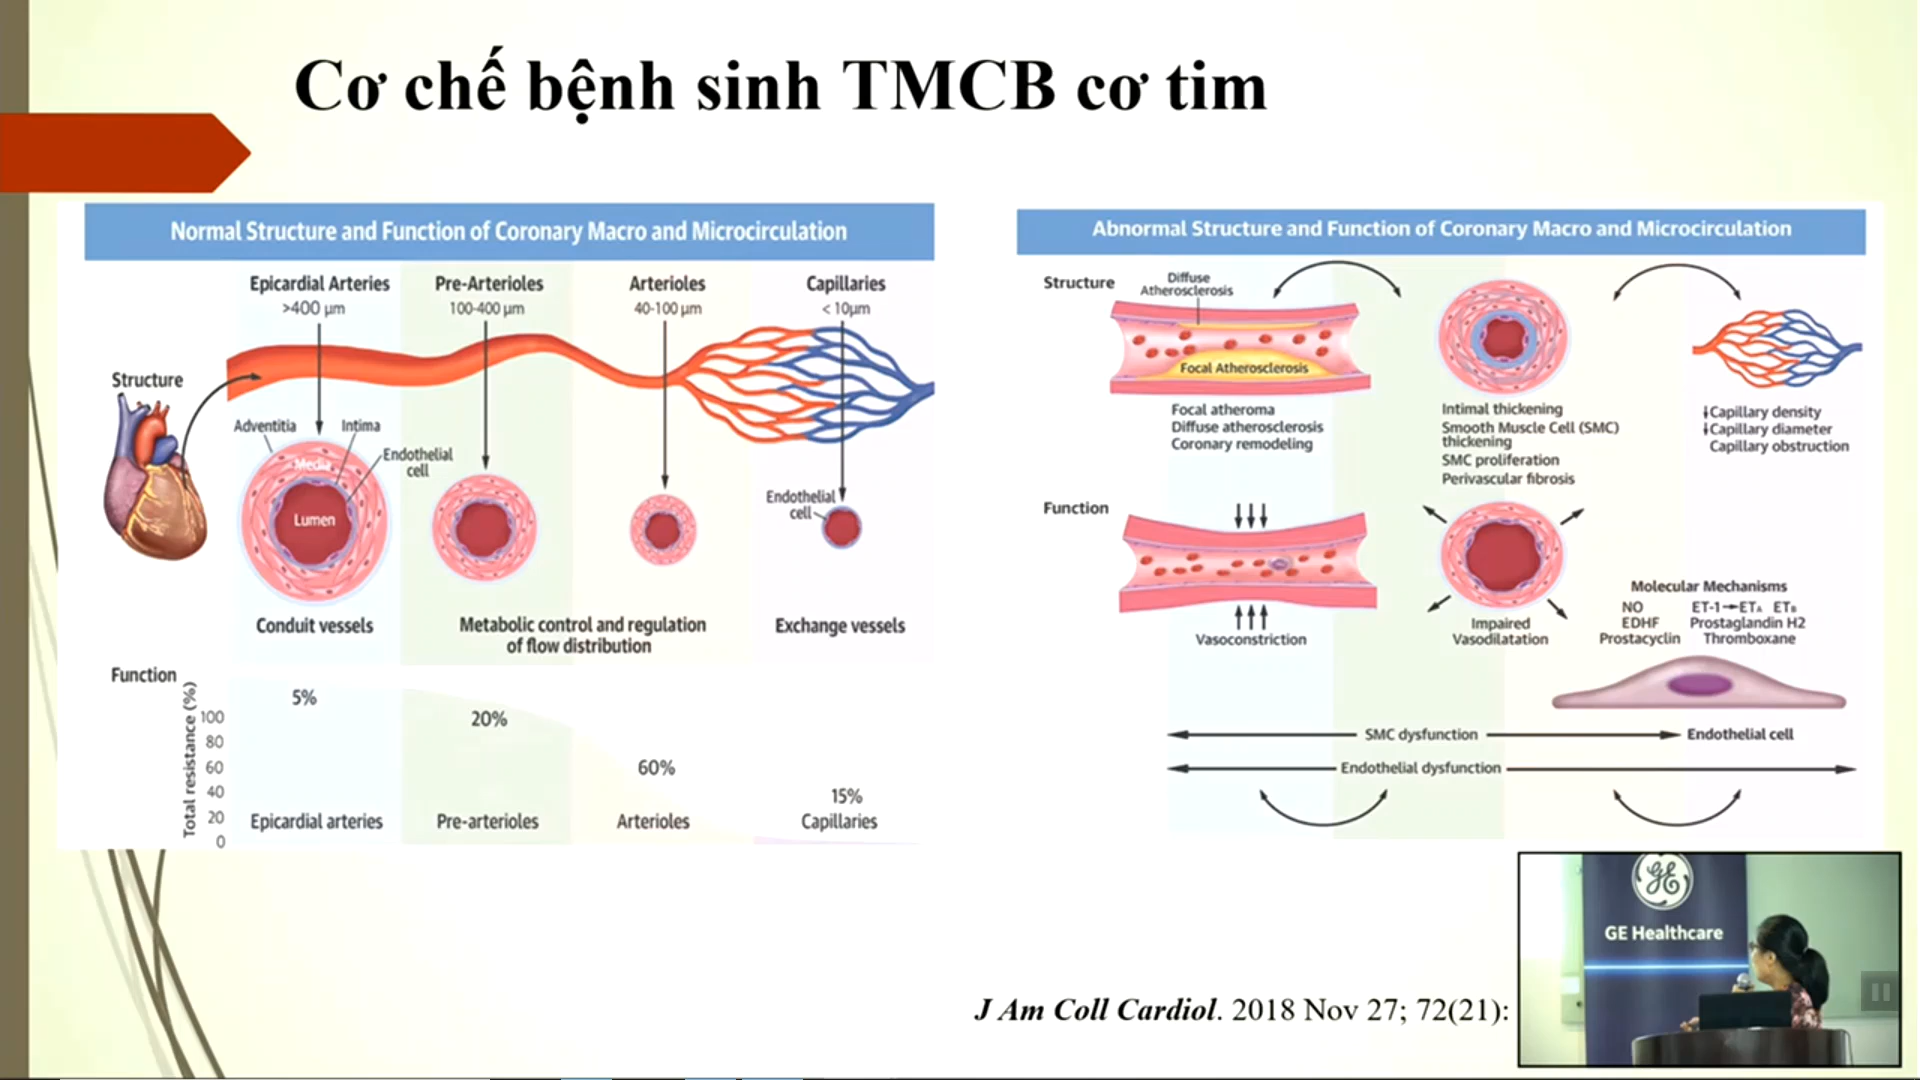 Cơ chế bệnh sinh TMCB cơ tim
Normal Structure and Function of Coronary Macro and Microcirculation
Epicardial Arteries
>400 µm
Pre-Arterioles
100-400 µm
Arterioles
40-100 µm
Capillaries
< 10µm
Structure
Adventitia
Intima
Endothelial
cell
Media
Lumen
Endothelial
cell
Conduit vessels
Metabolic control and regulation
of flow distribution
Exchange vessels
Function
Total resistance (%)
100
80
60
40
20
0
5%
20%
60%
15%
Epicardial arteries
Pre-arterioles
Arterioles
Capillaries
Abnormal Structure and Function of Coronary Macro and Microcirculation
Structure
Diffuse
Atherosclerosis
Focal Atherosclerosis
Focal atheroma
Diffuse atherosclerosis
Coronary remodeling
Intimal thickening
Smooth Muscle Cell (SMC)
thickening
SMC proliferation
Perivascular fibrosis
↓Capillary density
↓Capillary diameter
Capillary obstruction
Function
Vasoconstriction
Impaired
Vasodilatation
Molecular Mechanisms
NO ET-1→ETA ETB
EDHF Prostaglandin H2
Prostacyclin Thromboxane
SMC dysfunction
Endothelial cell
Endothelial dysfunction
J Am Coll Cardiol. 2018 Nov 27; 72(21):
GE
GE Healthcare